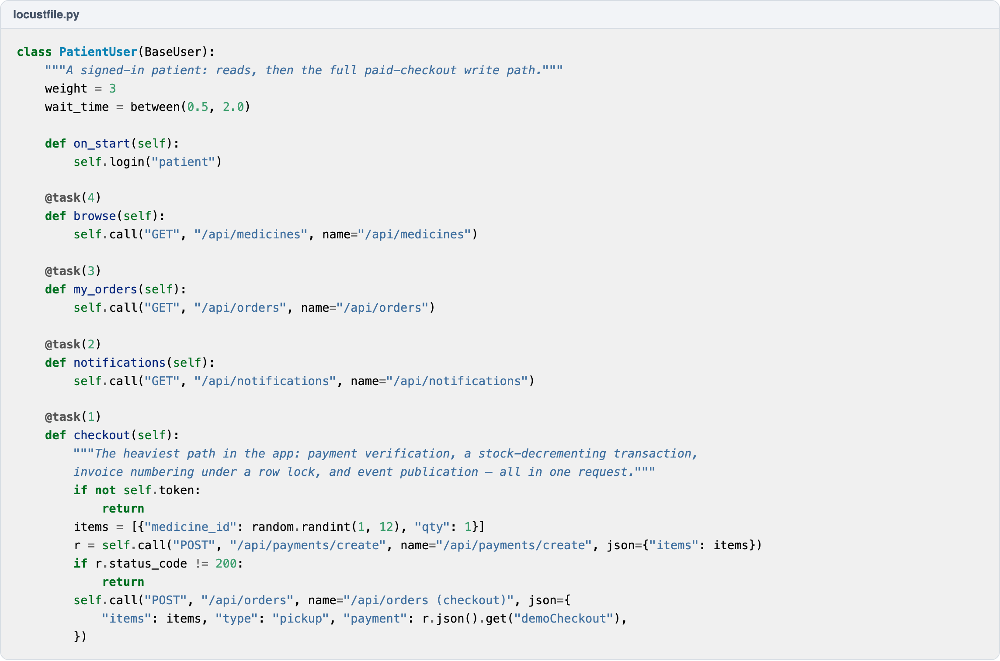 locustfile.py
class PatientUser(BaseUser):
    """A signed-in patient: reads, then the full paid-checkout write path."""
    weight = 3
    wait_time = between(0.5, 2.0)

    def on_start(self):
        self.login("patient")

    @task(4)
    def browse(self):
        self.call("GET", "/api/medicines", name="/api/medicines")

    @task(3)
    def my_orders(self):
        self.call("GET", "/api/orders", name="/api/orders")

    @task(2)
    def notifications(self):
        self.call("GET", "/api/notifications", name="/api/notifications")

    @task(1)
    def checkout(self):
        """The heaviest path in the app: payment verification, a stock-decrementing transaction,
        invoice numbering under a row lock, and event publication — all in one request."""
        if not self.token:
            return
        items = [{"medicine_id": random.randint(1, 12), "qty": 1}]
        r = self.call("POST", "/api/payments/create", name="/api/payments/create", json={"items": items})
        if r.status_code != 200:
            return
        self.call("POST", "/api/orders", name="/api/orders (checkout)", json={
            "items": items, "type": "pickup", "payment": r.json().get("demoCheckout"),
        })